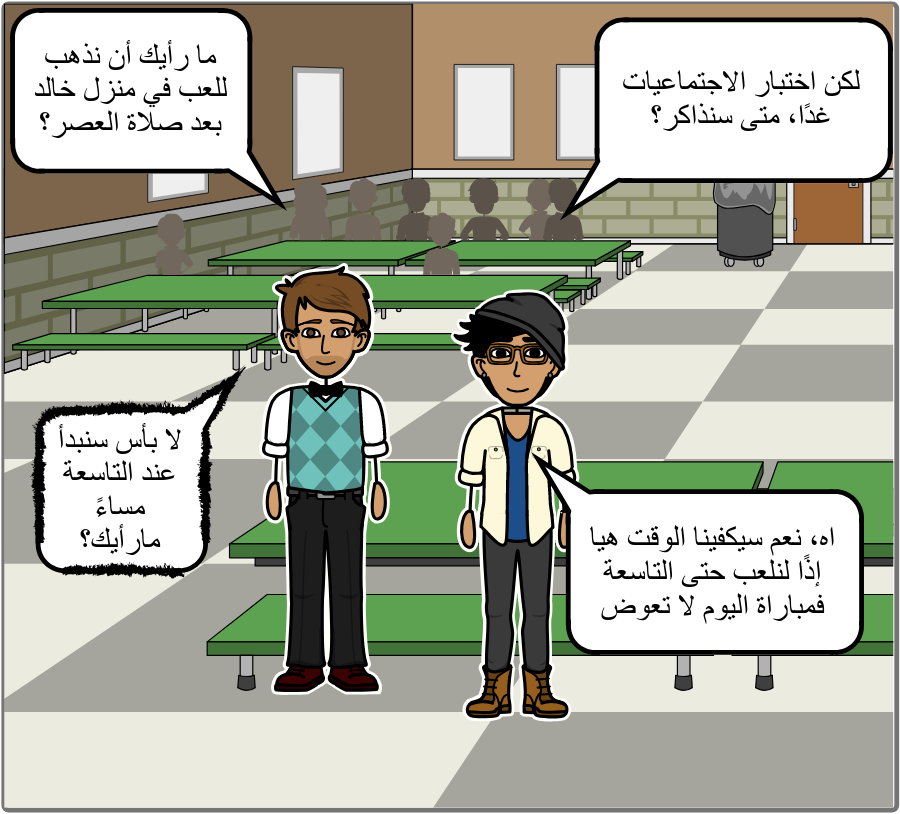 ما رأيك أن نذهب
للعب في منزل خالد
بعد صلاة العصر؟
لكن اختبار الاجتماعيات
غدًا، متى سنذاكر؟
لا بأس سنبدأ
عند التاسعة
مساءً
مارأيك؟
اه، نعم سيكفينا الوقت هيا
إذًا لنلعب حتى التاسعة
فمباراة اليوم لا تعوض